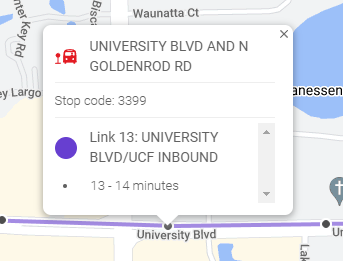 Waunatta Ct
Bisc
nter Key Rd
ey Largo
UNIVERSITY BLVD AND N
GOLDENROD RD
Stop code: 3399
Link 13: UNIVERSITY
BLVD/UCF INBOUND
• 13 - 14 minutes
anessen
University Blvd
Un
Lak